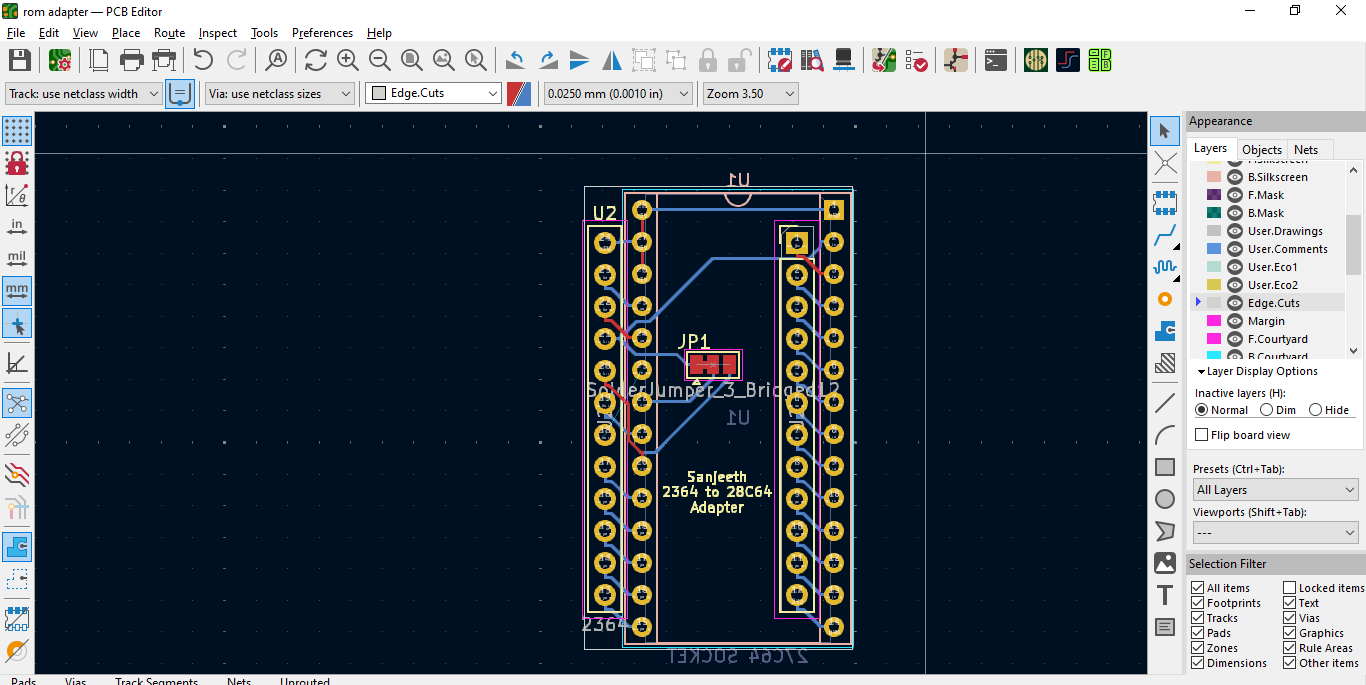 rom adapter — PCB Editor
File Edit View Place Route Inspect Tools Preferences Help
Track: use netclass width
Via: use netclass sizes
Edge.Cuts
0.0250 mm (0.0010 in)
Zoom 3.50
in
mil
mm
U1
U2
JP1
SolderJumper_3_Bridged12
U1
Sanjeeth
2364 to 28C64
Adapter
2364
27C64 SOCKET
Appearance
Layers Objects Nets
F.Silkscreen
B.Silkscreen
F.Mask
B.Mask
User.Drawings
User.Comments
User.Eco1
User.Eco2
Edge.Cuts
Margin
F.Courtyard
B.Courtyard
Layer Display Options
Inactive layers (H):
Normal Dim Hide
Flip board view
Presets (Ctrl+Tab):
All Layers
Viewports (Shift+Tab):
---
Selection Filter
All items Locked items
Footprints Text
Tracks Vias
Pads Graphics
Zones Rule Areas
Dimensions Other items
Pads Vias Track Segments Nets Unrouted